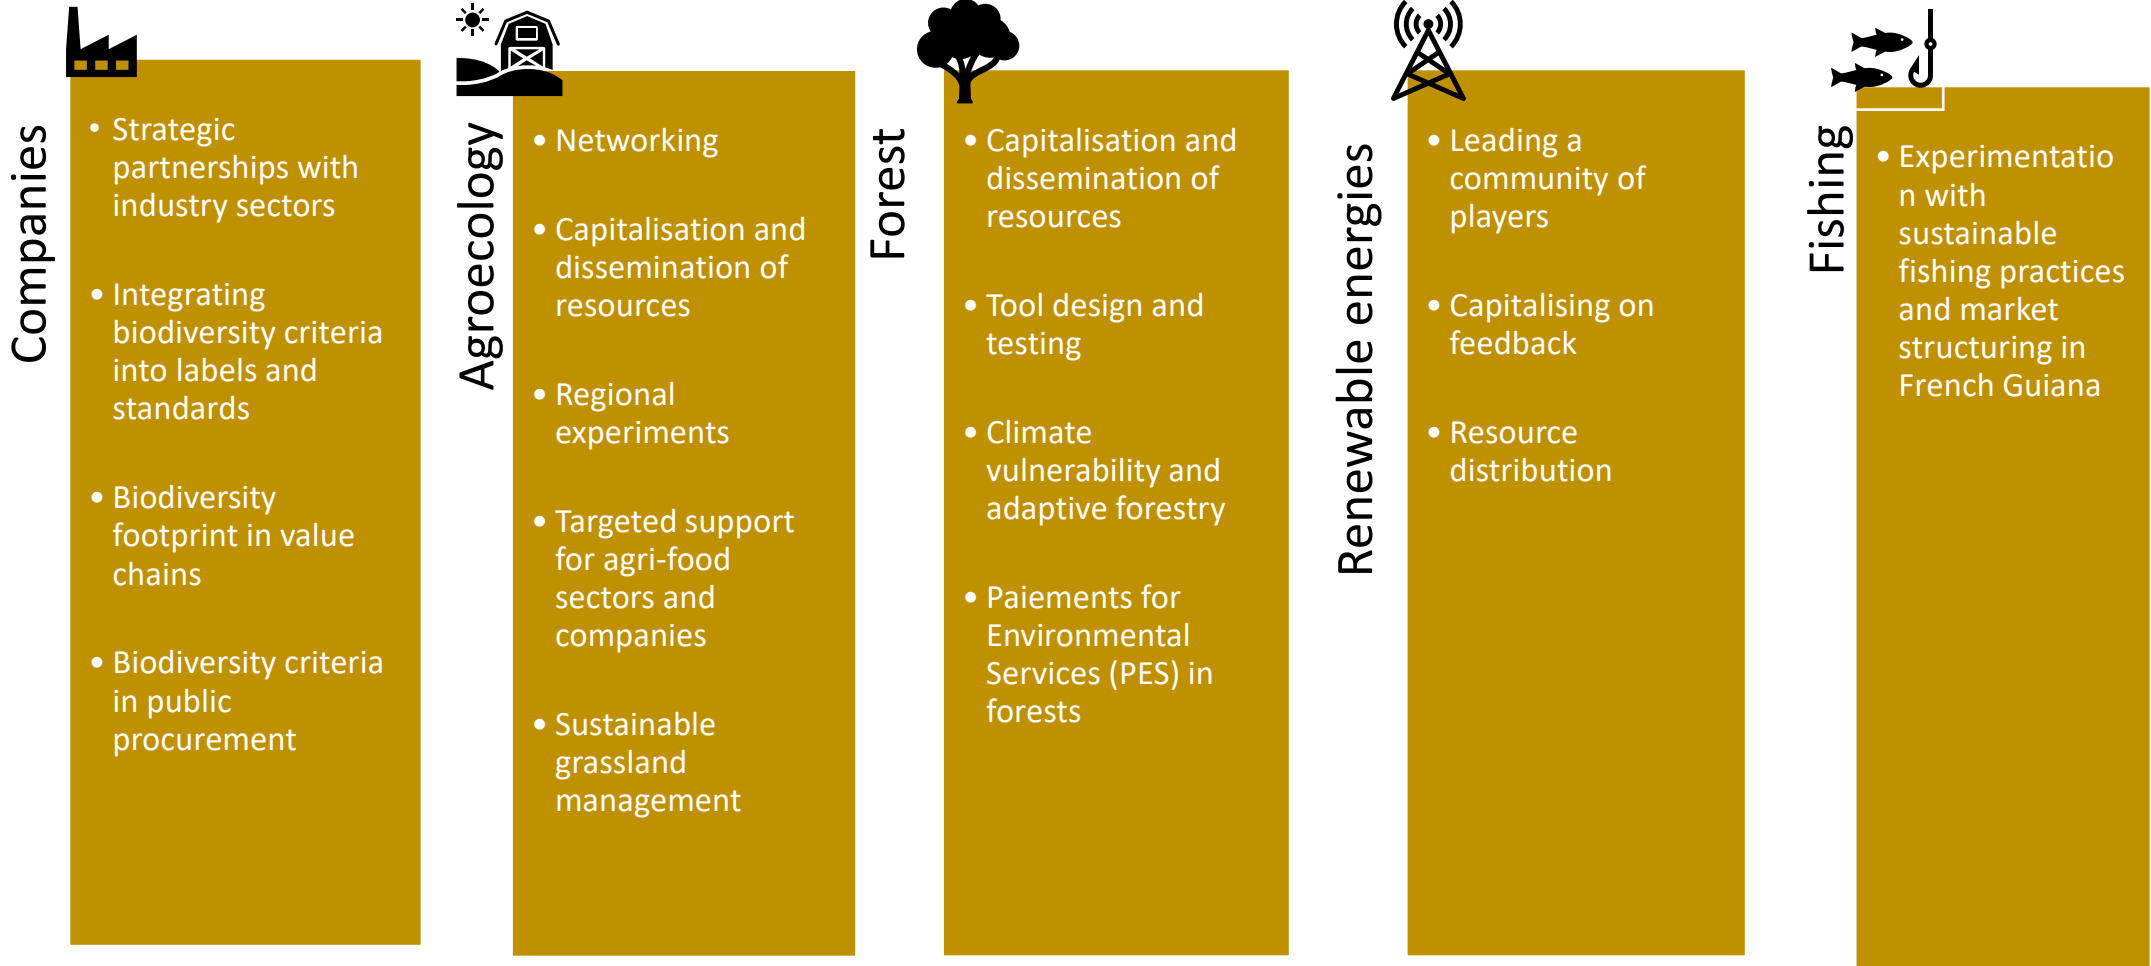 Companies
• Strategic
partnerships with
industry sectors
• Integrating
biodiversity criteria
into labels and
standards
• Biodiversity
footprint in value
chains
• Biodiversity criteria
in public
procurement
Agroecology
• Networking
• Capitalisation and
dissemination of
resources
• Regional
experiments
• Targeted support
for agri-food
sectors and
companies
• Sustainable
grassland
management
Forest
• Capitalisation and
dissemination of
resources
• Tool design and
testing
• Climate
vulnerability and
adaptive forestry
• Paiements for
Environmental
Services (PES) in
forests
Renewable energies
• Leading a
community of
players
• Capitalising on
feedback
• Resource
distribution
Fishing
• Experimentatio
n with
sustainable
fishing practices
and market
structuring in
French Guiana